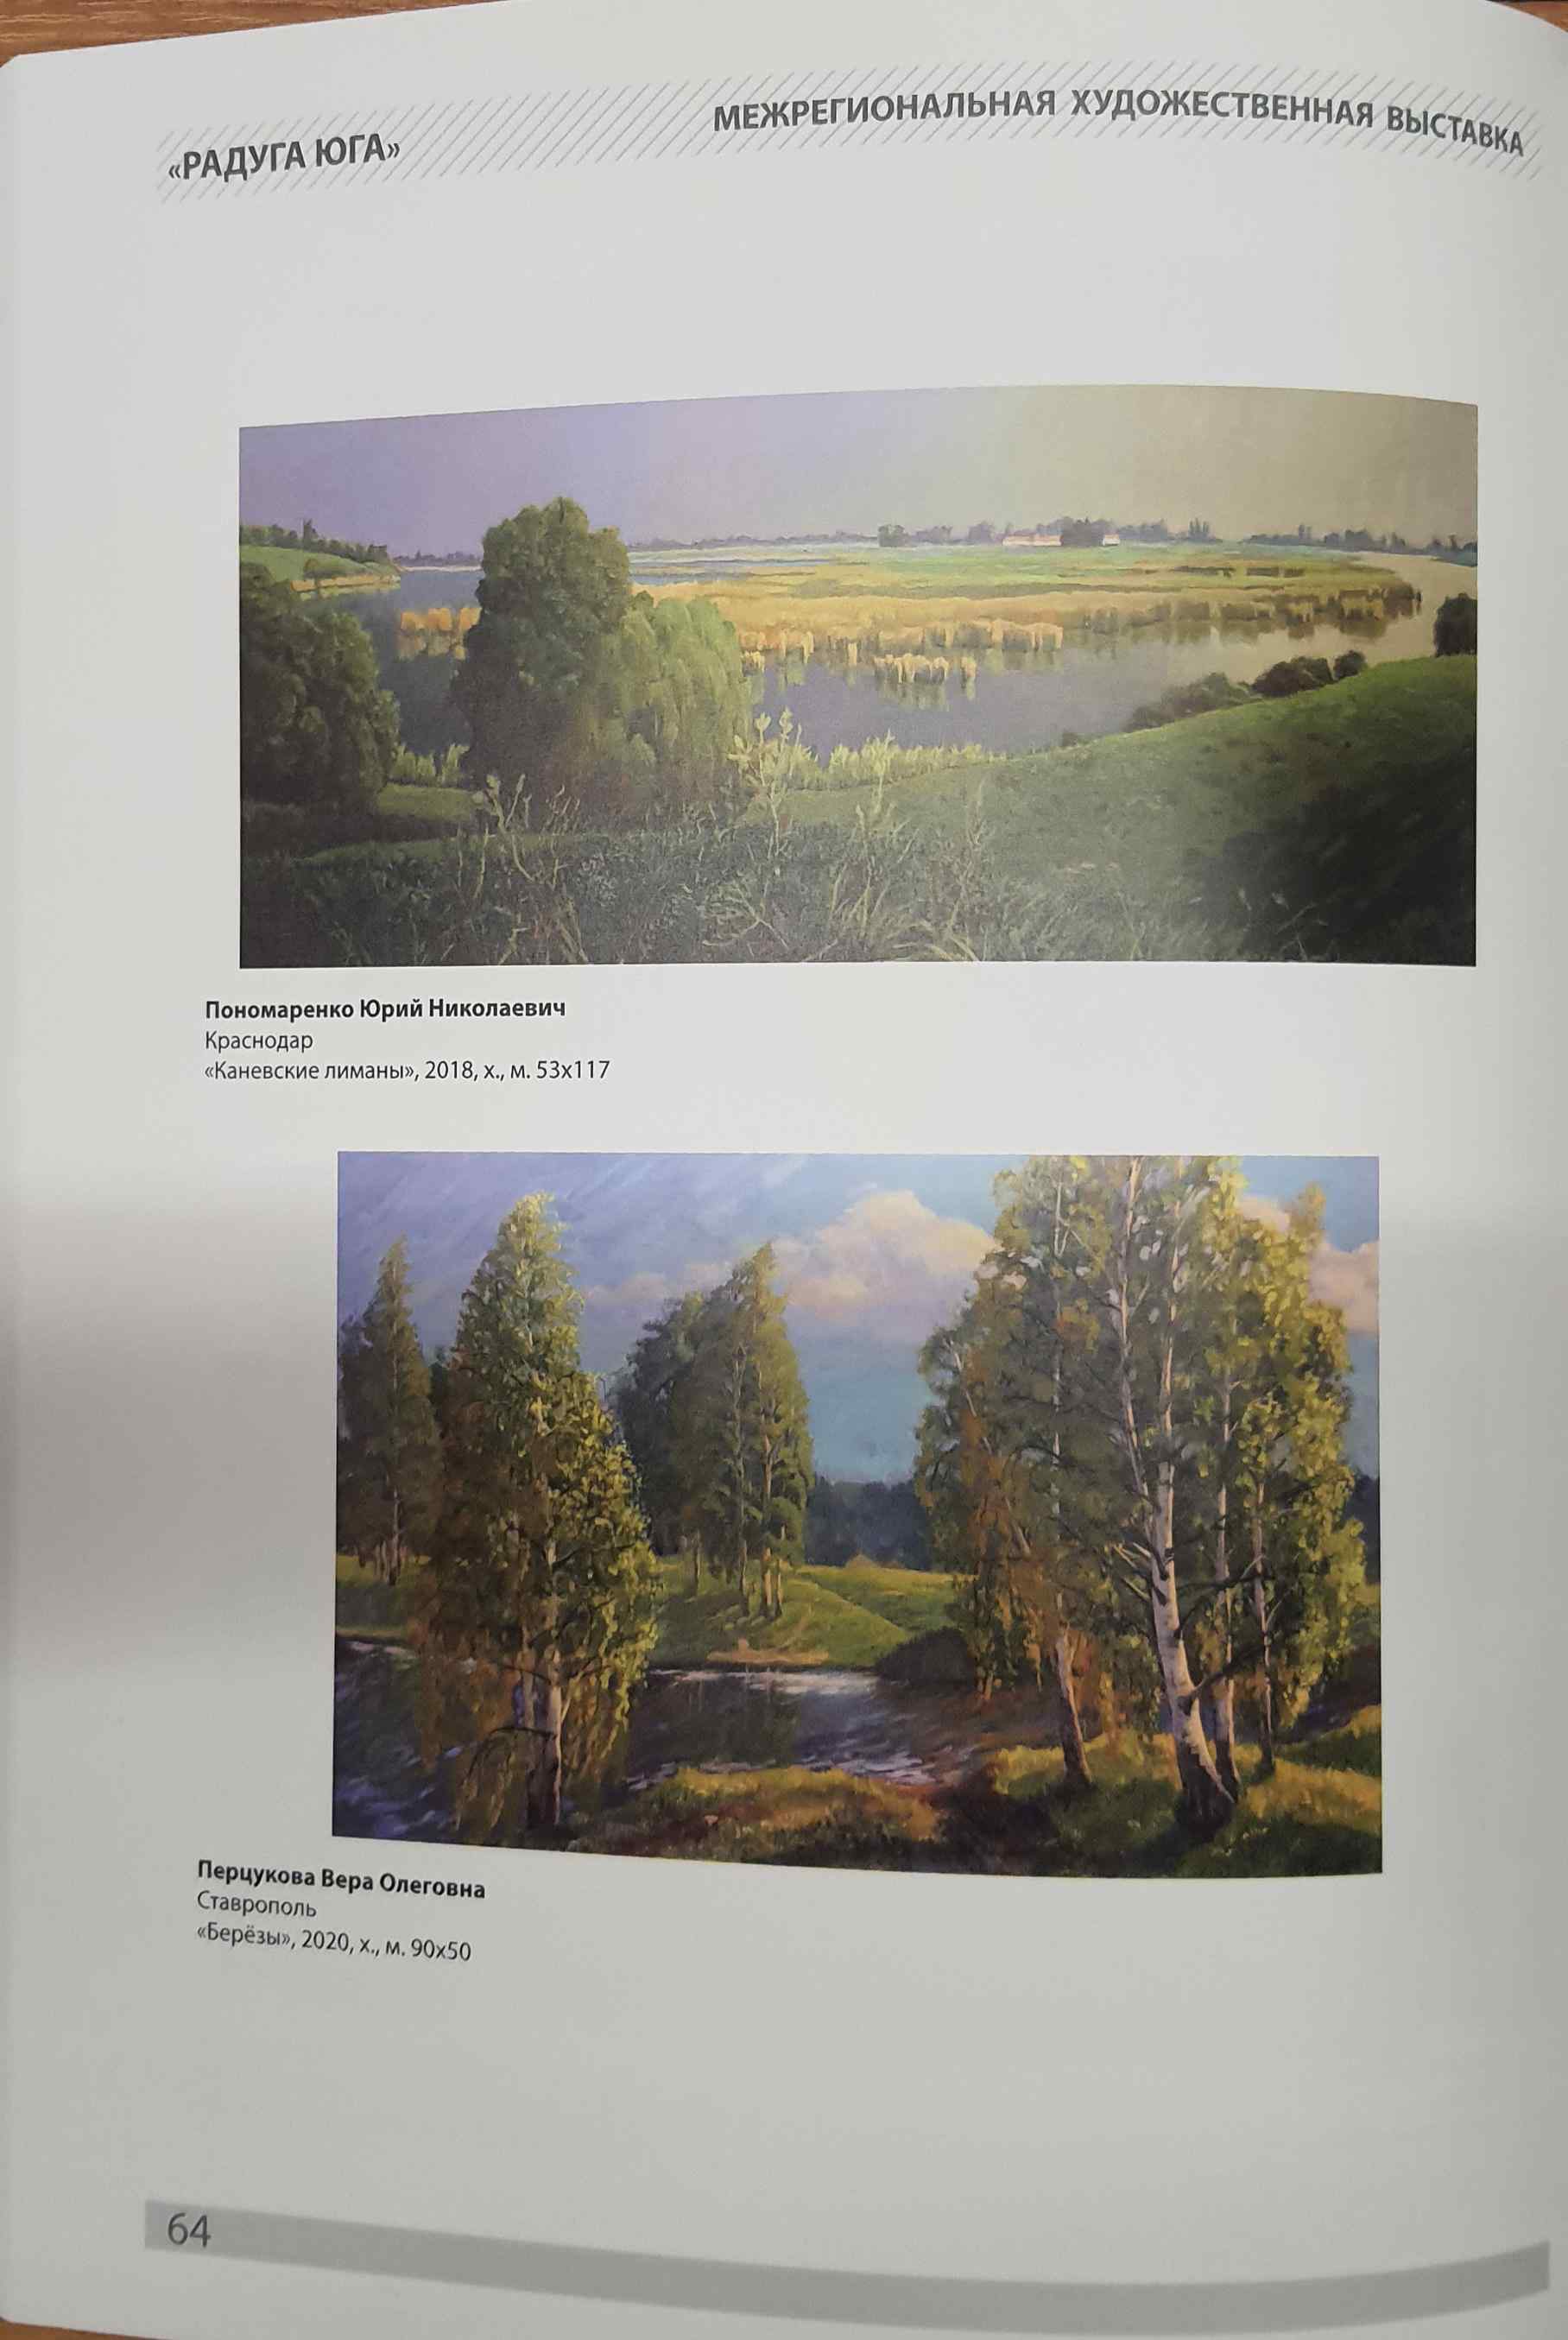 «РАДУГА ЮГА» МЕЖРЕГИОНАЛЬНАЯ ХУДОЖЕСТВЕННАЯ ВЫСТАВКА
Пономаренко Юрий Николаевич
Краснодар
«Каневские лиманы», 2018, х., м. 53х117
Перцукова Вера Олеговна
Ставрополь
«Берёзы», 2020, х., м. 90х50
64